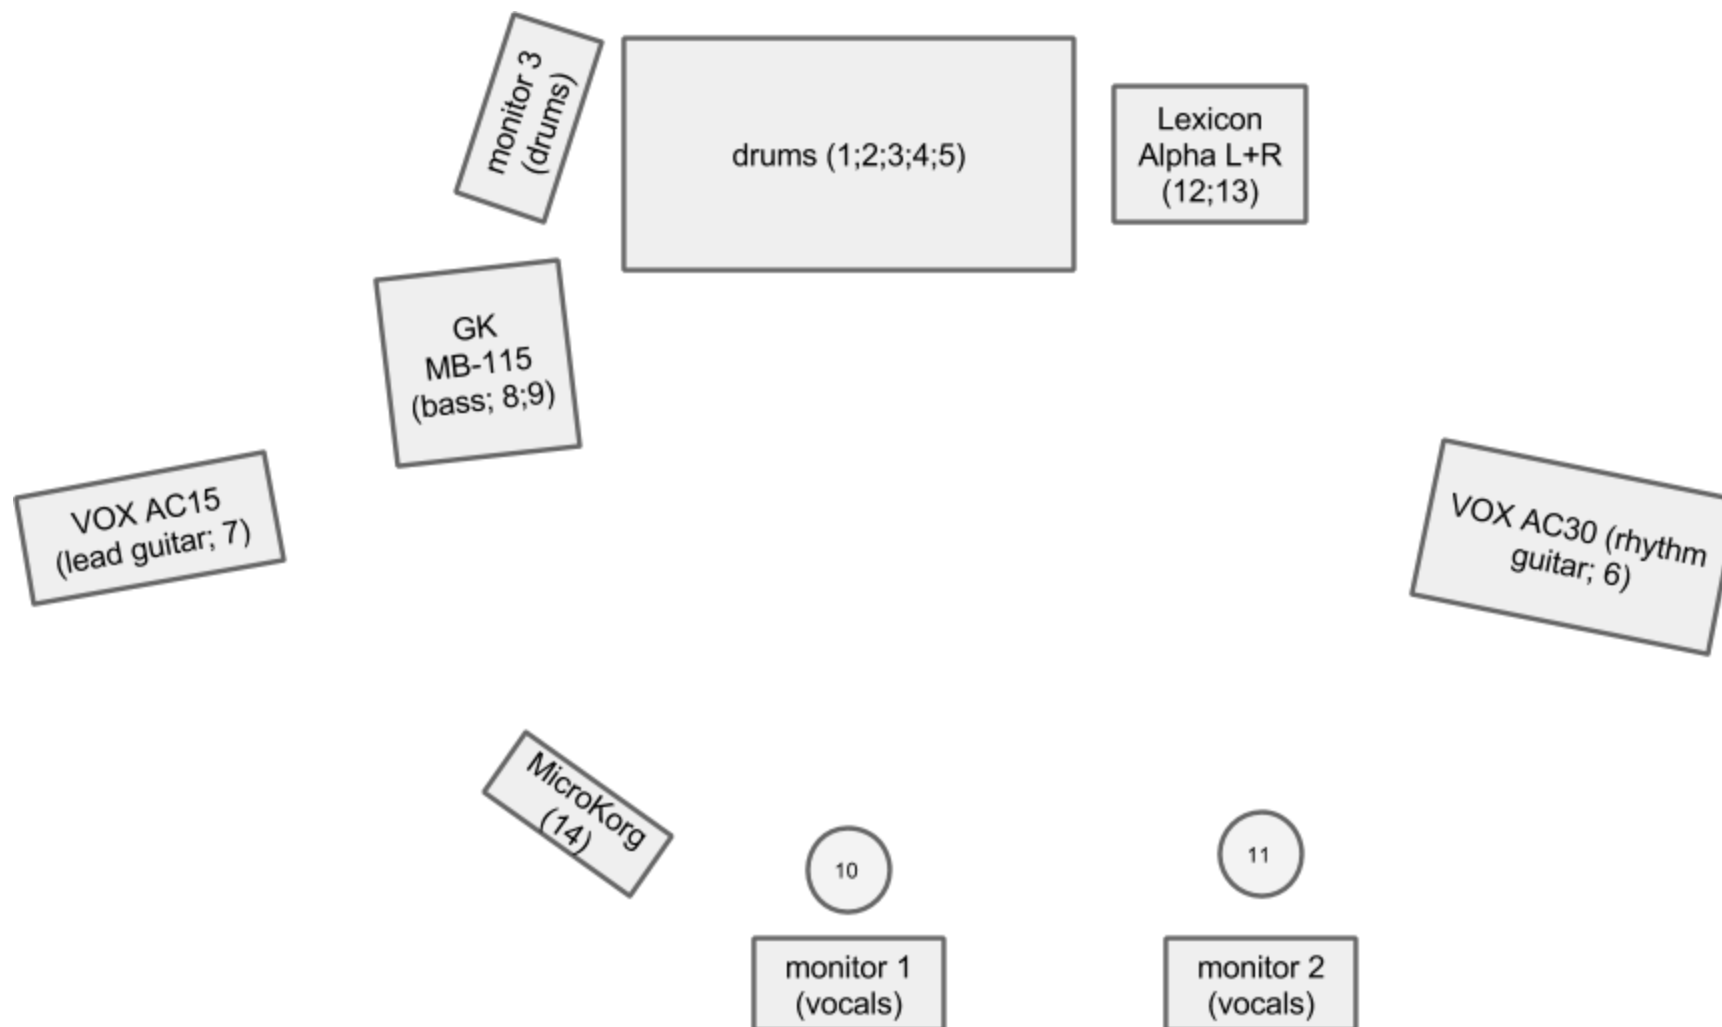 monitor 3
(drums)
drums (1;2;3;4;5)
Lexicon
Alpha L+R
(12;13)
GK
MB-115
(bass; 8;9)
VOX AC15
(lead guitar; 7)
VOX AC30 (rhythm
guitar; 6)
MicroKorg
(14)
10
11
monitor 1
(vocals)
monitor 2
(vocals)